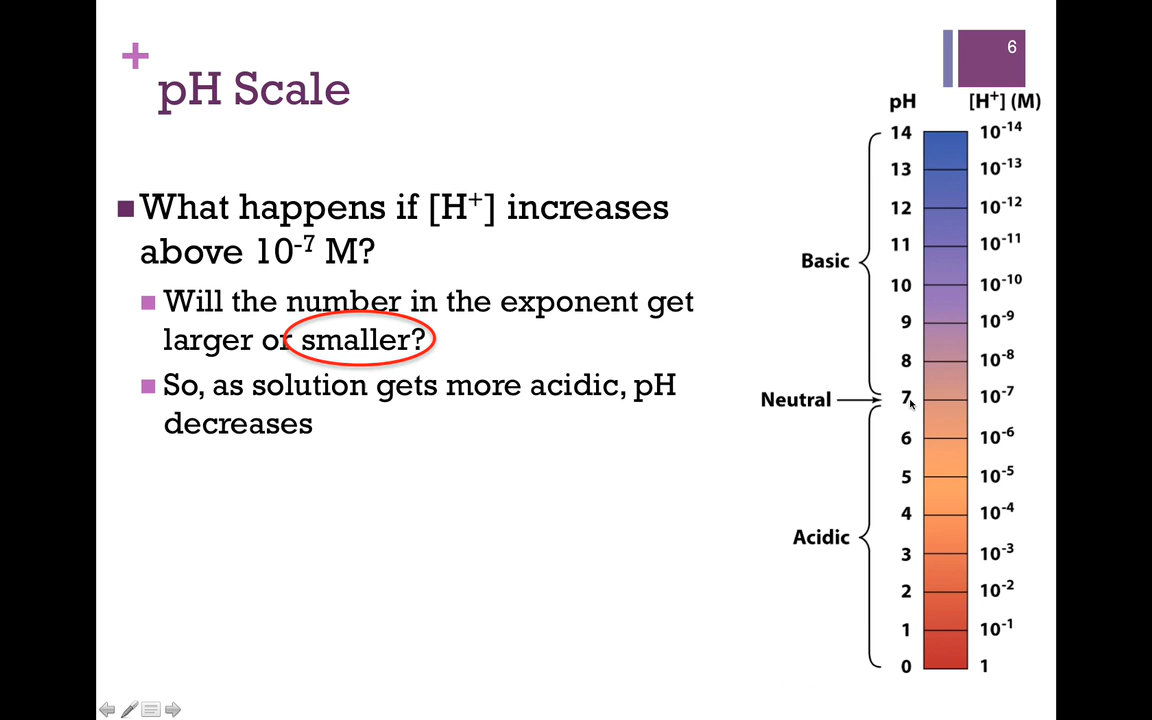 6
+
pH Scale
What happens if [H⁺] increases
above 10⁻⁷ M?
Will the number in the exponent get
larger or smaller?
So, as solution gets more acidic, pH
decreases
pH [H⁺] (M)
14 10⁻¹⁴
13 10⁻¹³
12 10⁻¹²
11 10⁻¹¹
Basic
10 10⁻¹⁰
9 10⁻⁹
8 10⁻⁸
Neutral 7 10⁻⁷
6 10⁻⁶
5 10⁻⁵
4 10⁻⁴
Acidic
3 10⁻³
2 10⁻²
1 10⁻¹
0 1